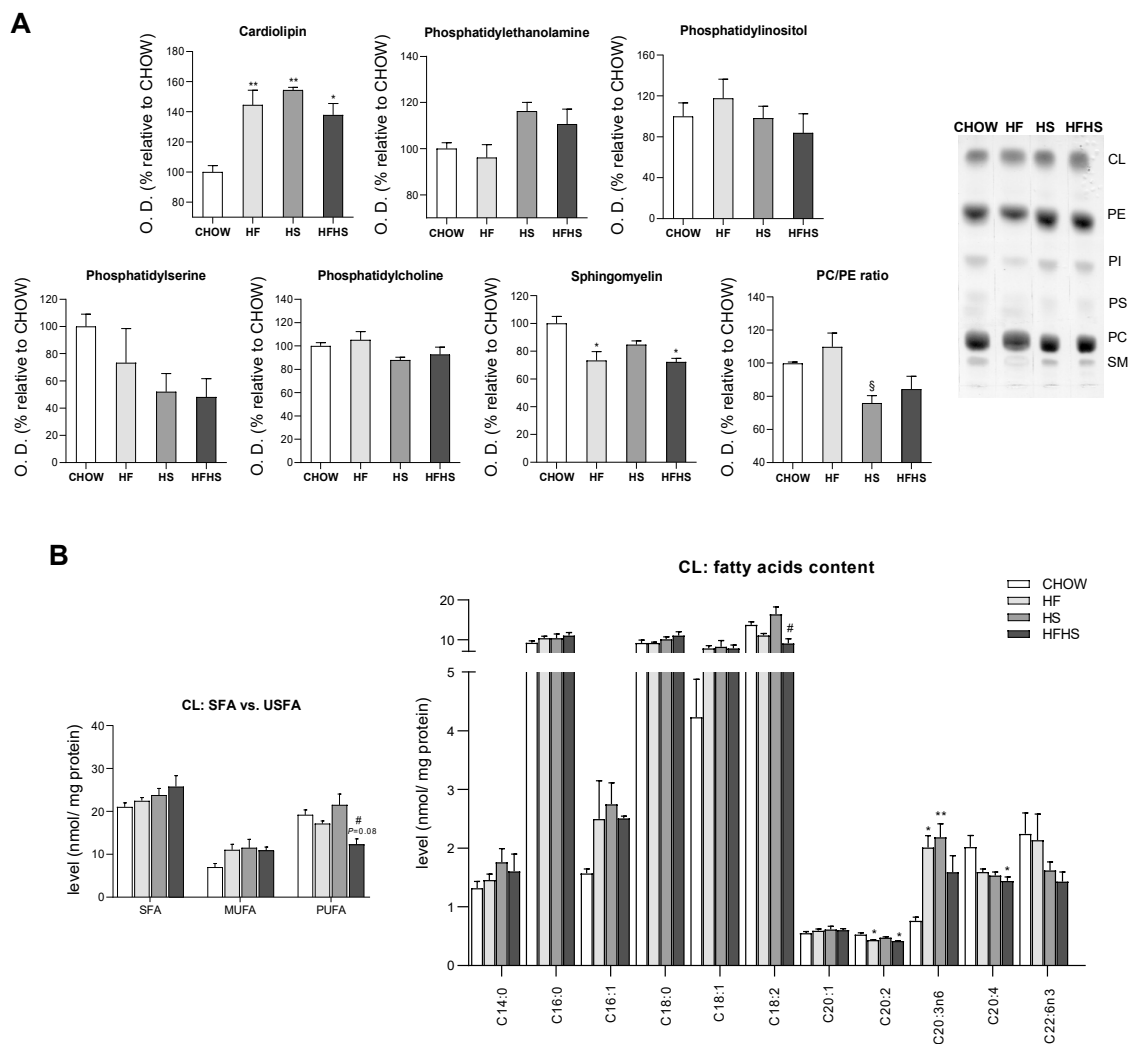 A
Cardiolipin
O. D. (% relative to CHOW)
180
160
140
120
100
80
**
**
*
CHOW HF HS HFHS
Phosphatidylethanolamine
O. D. (% relative to CHOW)
140
120
100
80
CHOW HF HS HFHS
Phosphatidylinositol
O. D. (% relative to CHOW)
160
140
120
100
80
60
40
20
0
CHOW HF HS HFHS
CHOW HF HS HFHS
CL
PE
PI
PS
PC
SM
Phosphatidylserine
O. D. (% relative to CHOW)
120
100
80
60
40
20
0
CHOW HF HS HFHS
Phosphatidylcholine
O. D. (% relative to CHOW)
140
120
100
80
60
40
20
0
CHOW HF HS HFHS
Sphingomyelin
O. D. (% relative to CHOW)
120
100
80
60
40
20
0
*
*
CHOW HF HS HFHS
PC/PE ratio
O. D. (% relative to CHOW)
140
120
100
80
60
40
§
CHOW HF HS HFHS
B
CL: SFA vs. USFA
level (nmol/ mg protein)
40
30
20
10
0
#
P=0.08
SFA MUFA PUFA
CL: fatty acids content
CHOW
HF
HS
HFHS
level (nmol/ mg protein)
20
10
5
4
3
2
1
0
#
*
*
*
**
*
C14:0
C16:0
C16:1
C18:0
C18:1
C18:2
C20:1
C20:2
C20:3n6
C20:4
C22:6n3